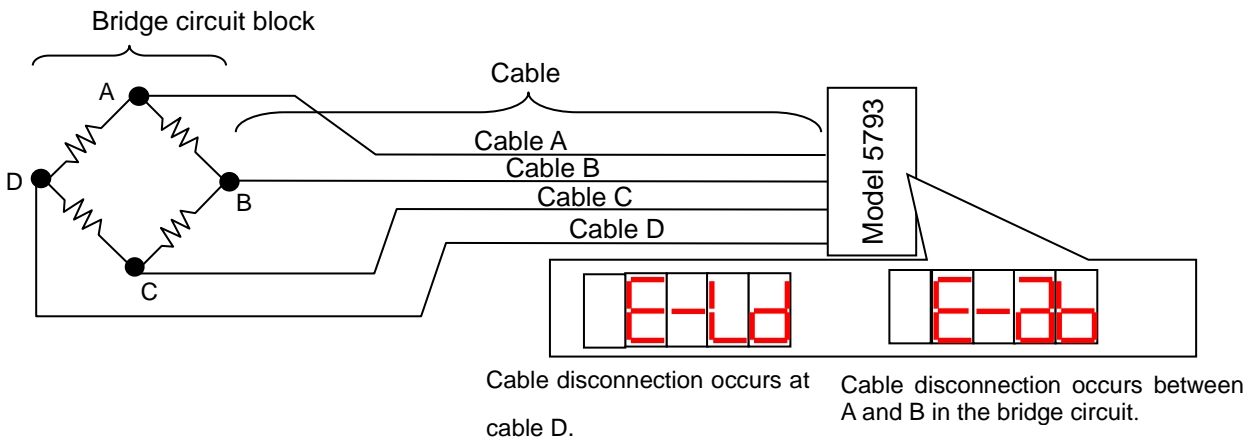 Bridge circuit block
Cable
A
Cable A
Cable B
Cable C
Cable D
D
B
C
Model 5793
E-Ld
E-ab
Cable disconnection occurs at
cable D.
Cable disconnection occurs between
A and B in the bridge circuit.